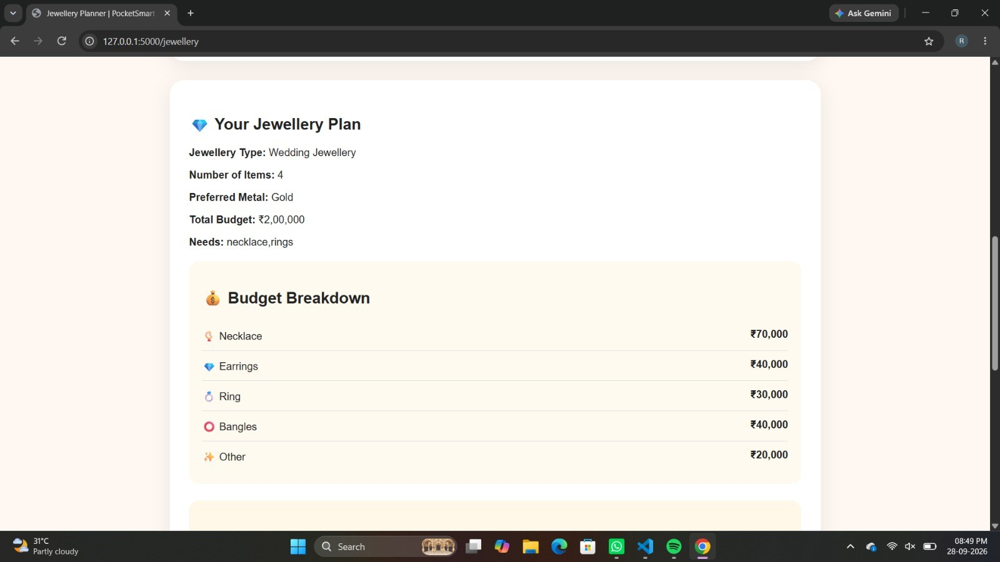 Jewellery Planner | PocketSmart
Ask Gemini
127.0.0.1:5000/jewellery
R
Your Jewellery Plan
Jewellery Type: Wedding Jewellery
Number of Items: 4
Preferred Metal: Gold
Total Budget: ₹2,00,000
Needs: necklace,rings
Budget Breakdown
Necklace ₹70,000
Earrings ₹40,000
Ring ₹30,000
Bangles ₹40,000
Other ₹20,000
31°C
Partly cloudy
Search
08:49 PM
28-09-2026